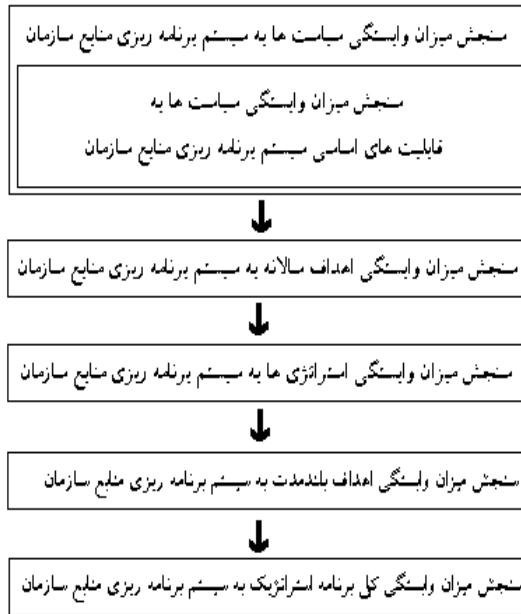 سنجش میزان وابستگی سیاست ها به سیستم برنامه ریزی منابع سازمان
سنجش میزان وابستگی سیاست ها به
قابلیت های اساسی سیستم برنامه ریزی منابع سازمان
سنجش میزان وابستگی اهداف سالانه به سیستم برنامه ریزی منابع سازمان
سنجش میزان وابستگی استراتژی ها به سیستم برنامه ریزی منابع سازمان
سنجش میزان وابستگی اهداف بلندمدت به سیستم برنامه ریزی منابع سازمان
سنجش میزان وابستگی کل برنامه استراتژیک به سیستم برنامه ریزی منابع سازمان